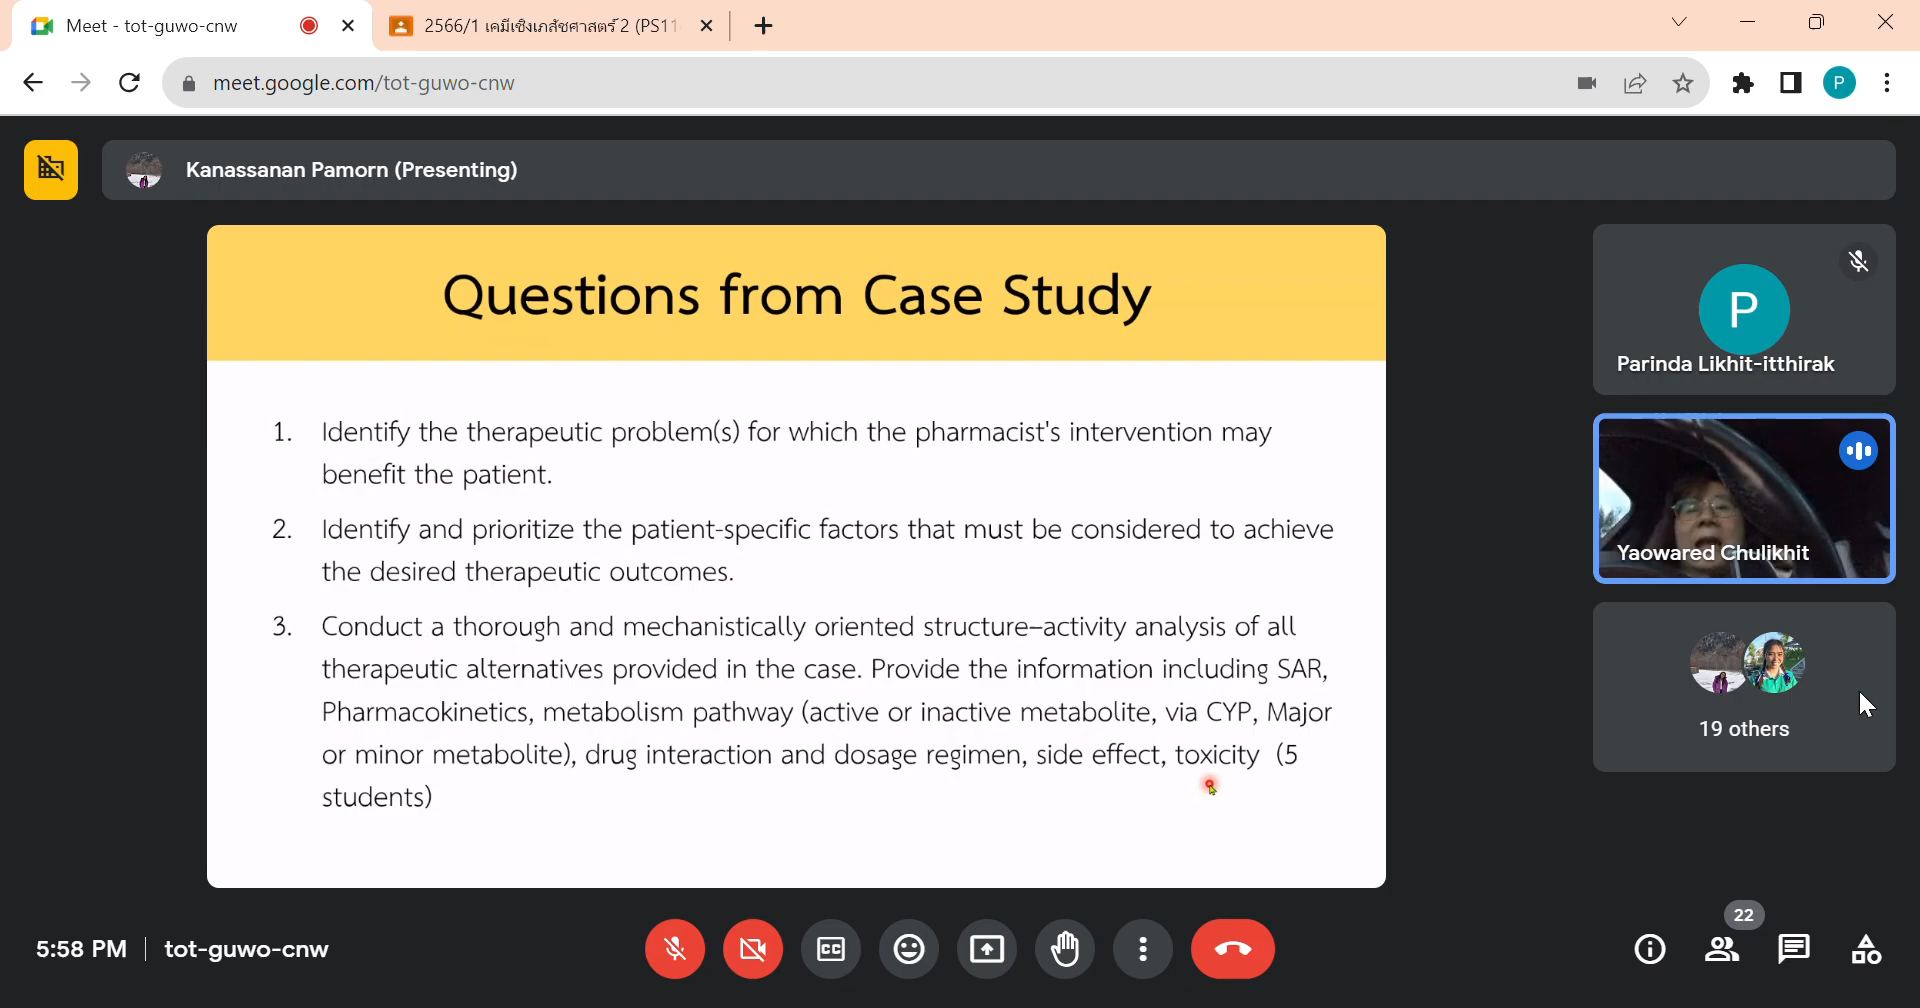 Meet - tot-guwo-cnw
2566/1 เคมีเชิงเภสัชศาสตร์ 2 (PS11
meet.google.com/tot-guwo-cnw
P
Kanassanan Pamorn (Presenting)
Questions from Case Study
1. Identify the therapeutic problem(s) for which the pharmacist's intervention may
benefit the patient.
2. Identify and prioritize the patient-specific factors that must be considered to achieve
the desired therapeutic outcomes.
3. Conduct a thorough and mechanistically oriented structure–activity analysis of all
therapeutic alternatives provided in the case. Provide the information including SAR,
Pharmacokinetics, metabolism pathway (active or inactive metabolite, via CYP, Major
or minor metabolite), drug interaction and dosage regimen, side effect, toxicity (5
students)
P
Parinda Likhit-itthirak
Yaowared Chulikhit
19 others
5:58 PM | tot-guwo-cnw
CC
22